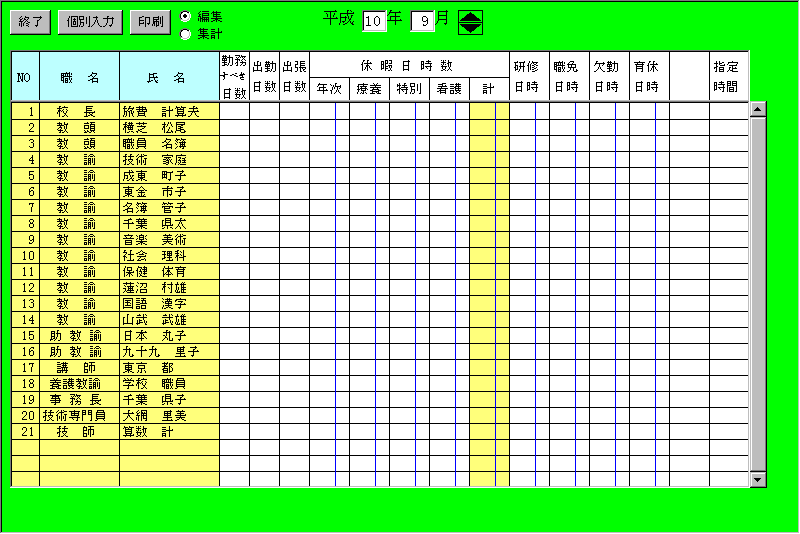 終了 個別入力 印刷 編集 集計 平成 10年 9月
NO 職 名 氏 名 勤務すべき日数 出勤日数 出張日数 休 暇 日 時 数 研修日時 職免日時 欠勤日時 育休日時 指定時間
年次 療養 特別 看護 計
1 校 長 旅費 計算夫
2 教 頭 横芝 松尾
3 教 頭 職員 名簿
4 教 諭 技術 家庭
5 教 諭 成東 町子
6 教 諭 東金 市子
7 教 諭 名簿 管子
8 教 諭 千葉 県太
9 教 諭 音楽 美術
10 教 諭 社会 理科
11 教 諭 保健 体育
12 教 諭 蓮沼 村雄
13 教 諭 国語 漢字
14 教 諭 山武 武雄
15 助 教 諭 日本 丸子
16 助 教 諭 九十九 里子
17 講 師 東京 都
18 養護教諭 学校 職員
19 事 務 長 千葉 県子
20 技術専門員 大網 里美
21 技 師 算数 計